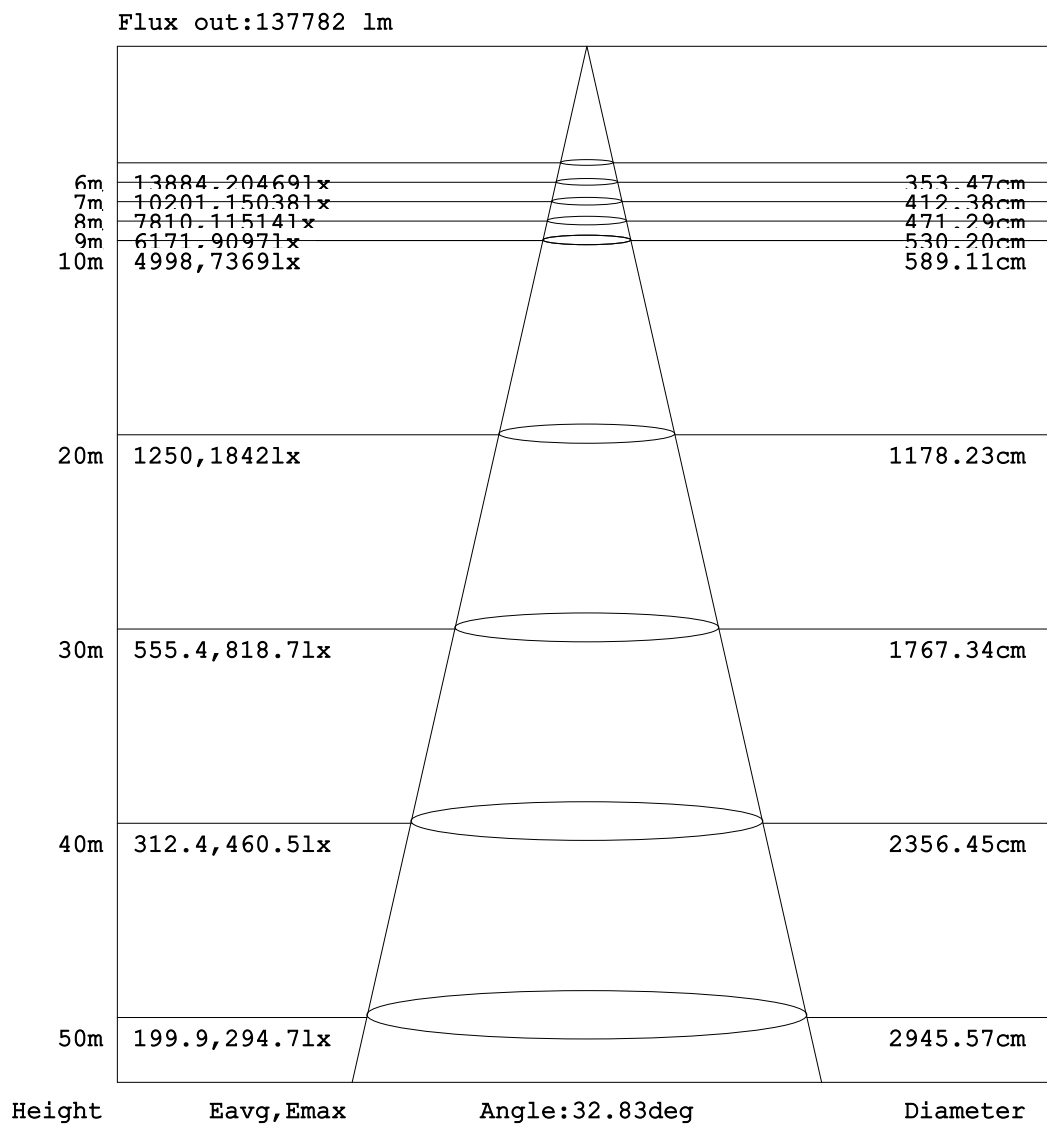 Flux out:137782 lm
6m 13884,20469lx 353.47cm
7m 10201,15038lx 412.38cm
8m 7810,11514lx 471.29cm
9m 6171,9097lx 530.20cm
10m 4998,7369lx 589.11cm
20m 1250,1842lx 1178.23cm
30m 555.4,818.7lx 1767.34cm
40m 312.4,460.5lx 2356.45cm
50m 199.9,294.7lx 2945.57cm
Height Eavg,Emax Angle:32.83deg Diameter